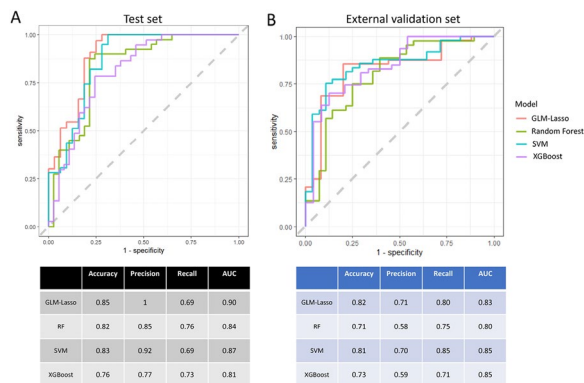 A
Test set
1.00
0.75
0.50
0.25
0.00
sensitivity
0.00 0.25 0.50 0.75 1.00
1 - specificity
Accuracy Precision Recall AUC
GLM-Lasso 0.85 1 0.69 0.90
RF 0.82 0.85 0.76 0.84
SVM 0.83 0.92 0.69 0.87
XGBoost 0.76 0.77 0.73 0.81
B
External validation set
1.00
0.75
0.50
0.25
0.00
sensitivity
0.00 0.25 0.50 0.75 1.00
1 - specificity
Model
GLM-Lasso
Random Forest
SVM
XGBoost
Accuracy Precision Recall AUC
GLM-Lasso 0.82 0.71 0.80 0.83
RF 0.71 0.58 0.75 0.80
SVM 0.81 0.70 0.85 0.85
XGBoost 0.73 0.59 0.71 0.85